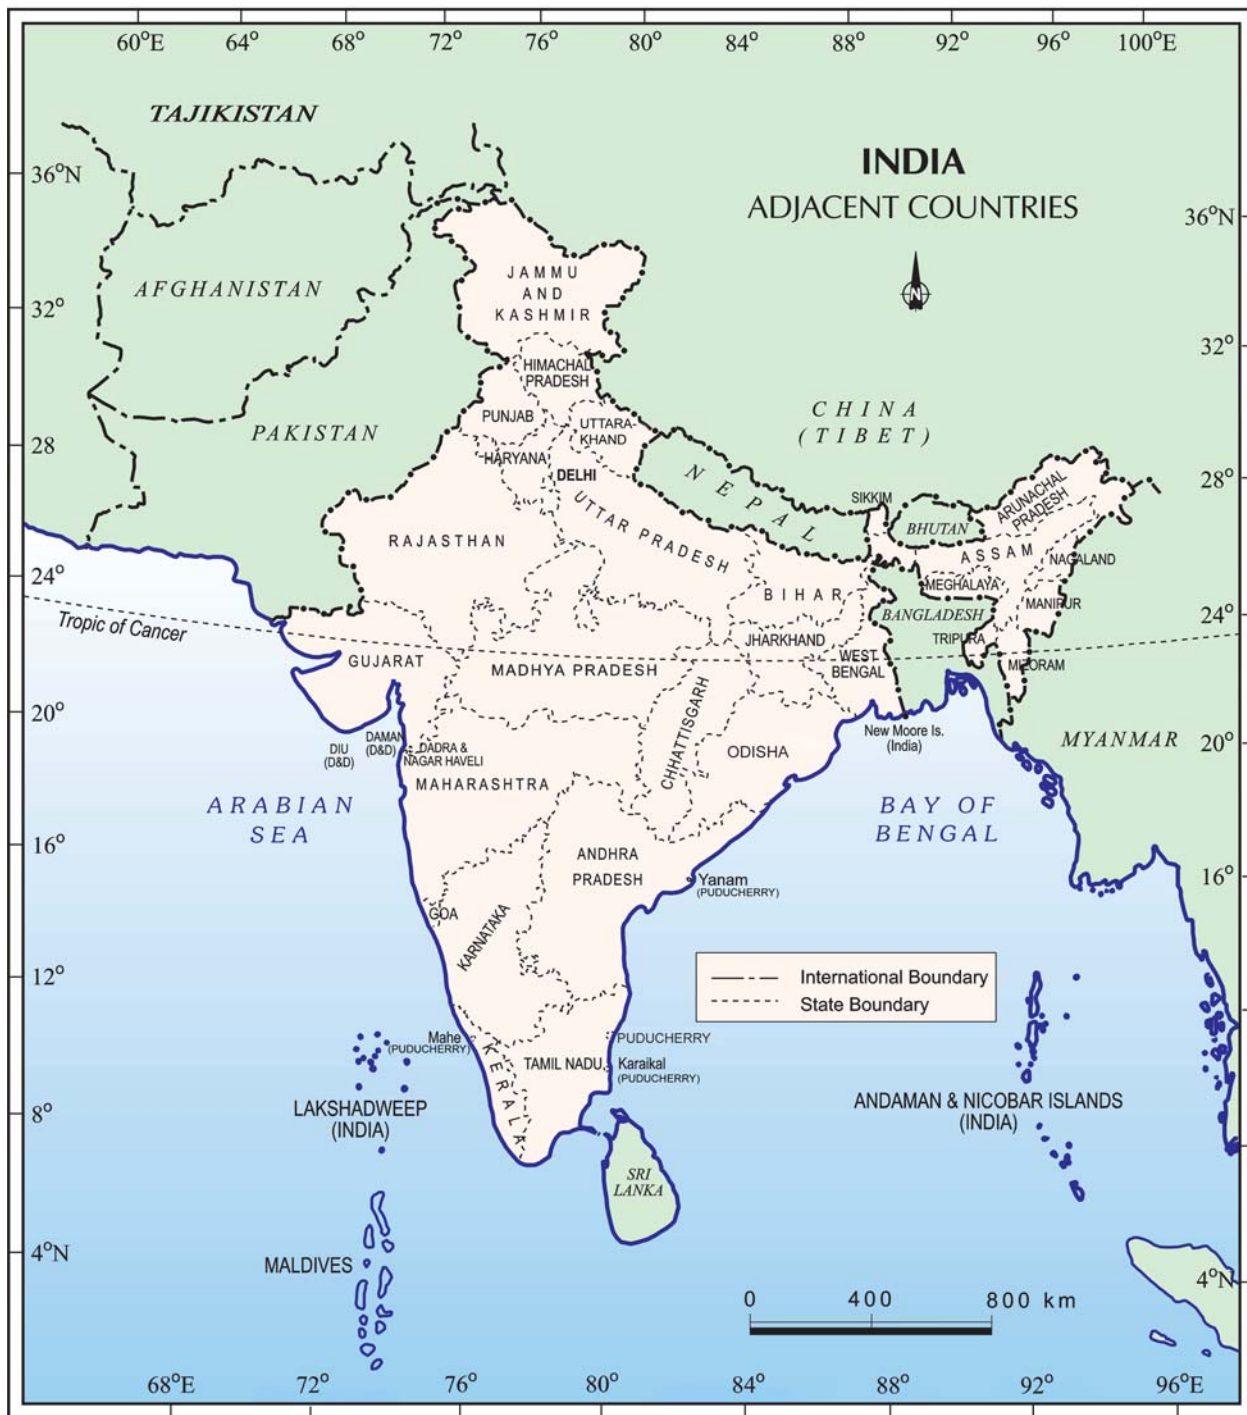 60°E 64° 68° 72° 76° 80° 84° 88° 92° 96° 100°E
TAJIKISTAN
INDIA
ADJACENT COUNTRIES
36°N
36°N
N
AFGHANISTAN
JAMMU
AND
KASHMIR
32°
32°
HIMACHAL
PRADESH
PUNJAB
UTTARA-
KHAND
CHINA
(TIBET)
PAKISTAN
28°
28°
HARYANA
DELHI
NEPAL
SIKKIM
ARUNACHAL
PRADESH
UTTAR PRADESH
BHUTAN
RAJASTHAN
ASSAM
NAGALAND
24°
24°
MEGHALAYA
BIHAR
MANIPUR
BANGLADESH
Tropic of Cancer
JHARKHAND
TRIPURA
GUJARAT
MADHYA PRADESH
WEST
BENGAL
MIZORAM
CHHATTISGARH
20°
20°
DIU
(D&D)
DAMAN
(D&D)
DADRA &
NAGAR HAVELI
ODISHA
New Moore Is.
(India)
MYANMAR
MAHARASHTRA
ARABIAN
SEA
BAY OF
BENGAL
16°
16°
ANDHRA
PRADESH
Yanam
(PUDUCHERRY)
GOA
KARNATAKA
12°
12°
International Boundary
State Boundary
Mahe
(PUDUCHERRY)
PUDUCHERRY
KERALA
TAMIL NADU
Karaikal
(PUDUCHERRY)
LAKSHADWEEP
(INDIA)
ANDAMAN & NICOBAR ISLANDS
(INDIA)
8°
8°
SRI
LANKA
MALDIVES
4°N
4°N
0 400 800 km
68°E 72° 76° 80° 84° 88° 92° 96°E